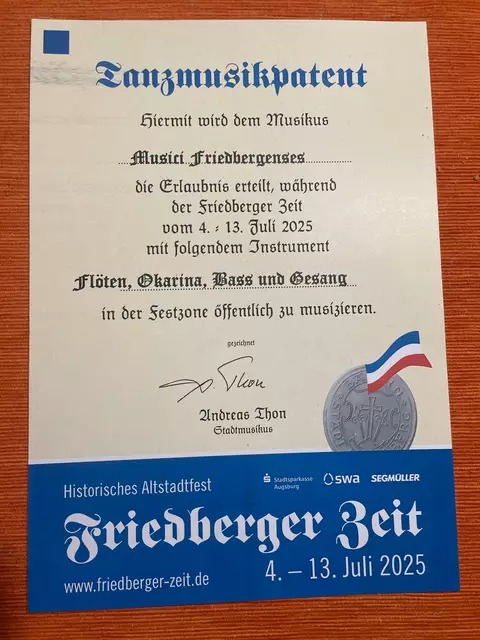 Tanzmusikpatent
Hiermit wird dem Musikus
Musici Friedbergenses
die Erlaubnis erteilt, während
der Friedberger Zeit
vom 4. - 13. Juli 2025
mit folgendem Instrument
Flöten, Okarina, Bass und Gesang
in der Festzone öffentlich zu musizieren.
gezeichnet
A. Thon
Andreas Thon
Stadtmusikus
Historisches Altstadtfest
Stadtsparkasse
Augsburg
swa
SEGMÜLLER
Friedberger Zeit
www.friedberger-zeit.de
4. – 13. Juli 2025